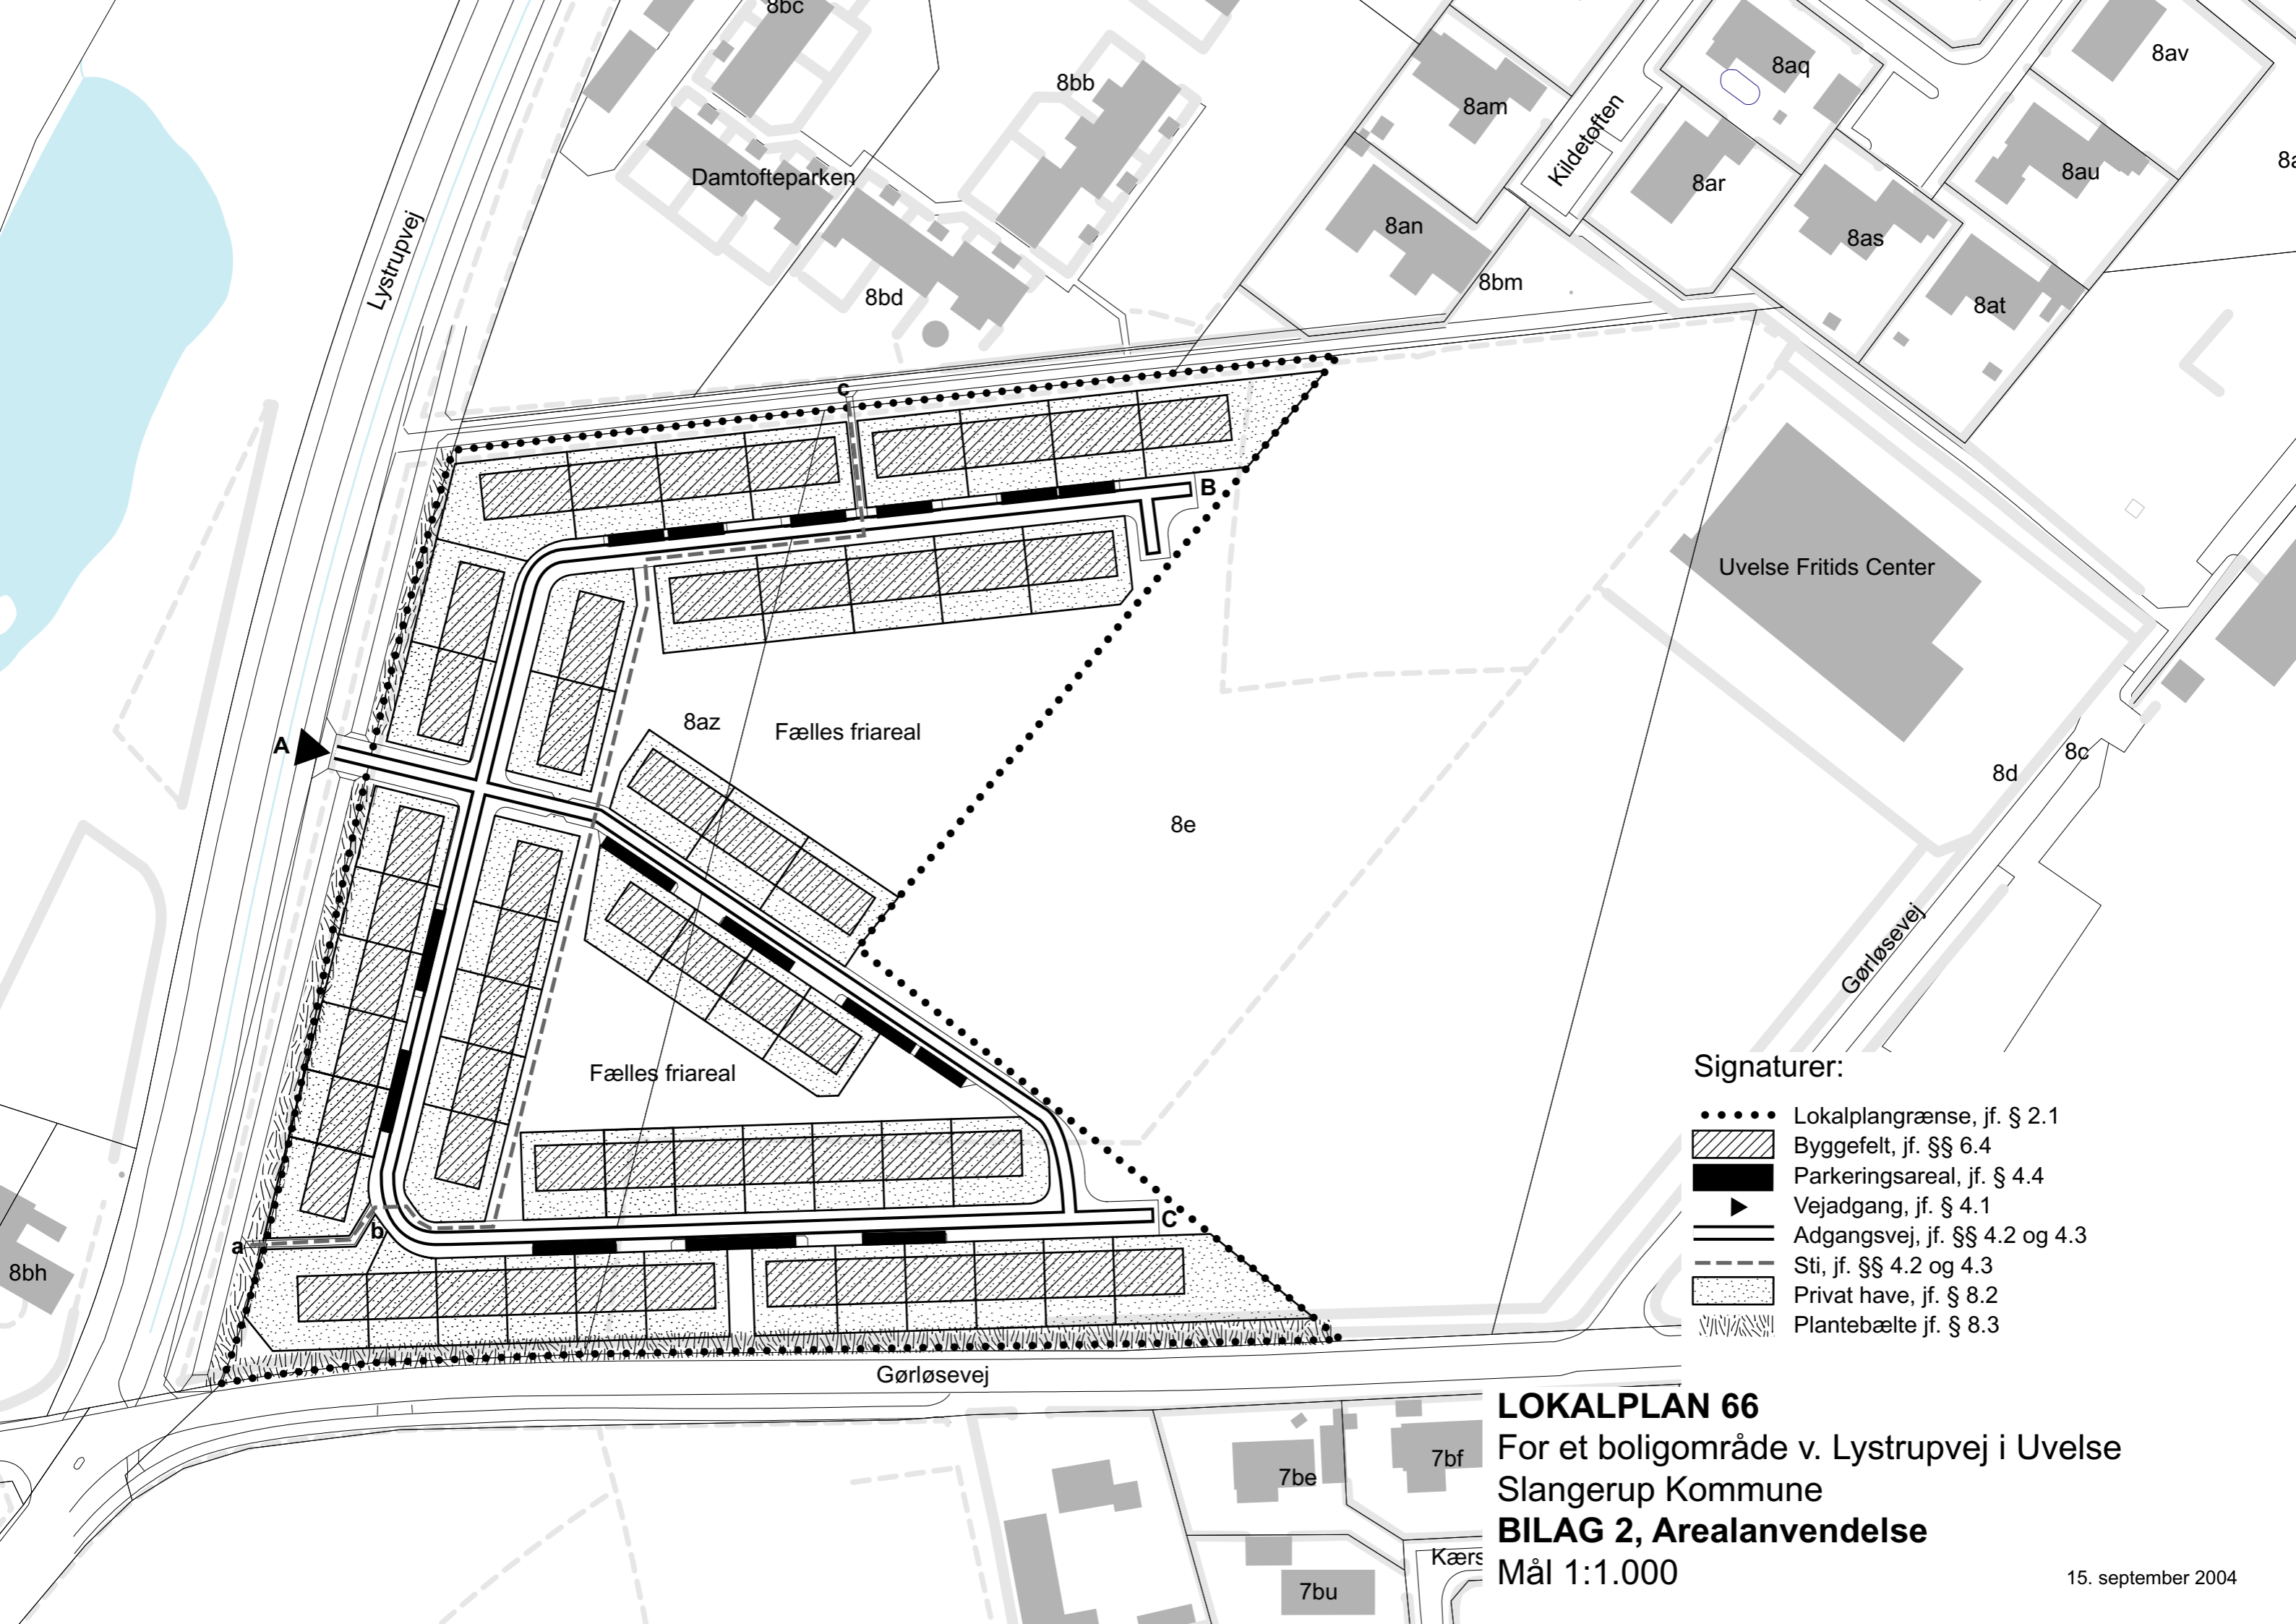 8bc
8av
8aq
8bb
8am
Kildetoften
8a
8au
Damtofteparken
8ar
8an
8as
Lystrupvej
8bm
8bd
8at
c
B
Uvelse Fritids Center
8az
Fælles friareal
A
8c
8d
8e
Gørløsevej
Fælles friareal
C
b
a
8bh
Gørløsevej
7be
7bf
Kærs
7bu
Signaturer:
Lokalplangrænse, jf. § 2.1
Byggefelt, jf. §§ 6.4
Parkeringsareal, jf. § 4.4
Vejadgang, jf. § 4.1
Adgangsvej, jf. §§ 4.2 og 4.3
Sti, jf. §§ 4.2 og 4.3
Privat have, jf. § 8.2
Plantebælte jf. § 8.3
LOKALPLAN 66
For et boligområde v. Lystrupvej i Uvelse
Slangerup Kommune
BILAG 2, Arealanvendelse
Mål 1:1.000
15. september 2004